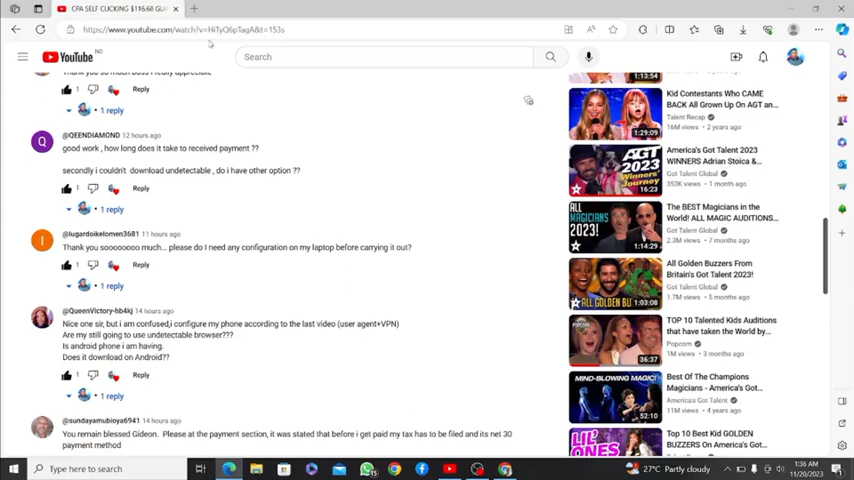 CPA SELF CLICKING $116.60 GUA
https://www.youtube.com/watch?v=HiTyQ6pTagA&t=153s
YouTube NG
Search
Thank you so much boss I really appreciate
1 Reply
1 reply
@QEENDIAMOND 12 hours ago
good work , how long does it take to received payment ??
secondly i couldn't download undetectable , do i have other option ??
1 Reply
1 reply
@lugardoikelomen3681 11 hours ago
Thank you sooooooo much... please do I need any configuration on my laptop before carrying it out?
1 Reply
1 reply
@QueenVictory-hb4kj 14 hours ago
Nice one sir, but i am confused,i configure my phone according to the last video (user agent+VPN)
Are my still going to use undetectable browser???
Is android phone i am having.
Does it download on Android??
1 Reply
1 reply
@sundayamubioya6941 14 hours ago
You remain blessed Gideon. Please at the payment section, it was stated that before i get paid my tax has to be filed and its net 30
payment method
1:13:54
16M views • 2 years ago
Kid Contestants Who CAME
BACK All Grown Up On AGT an...
Talent Recap
1:29:09
America's Got Talent 2023
WINNERS Adrian Stoica &...
Got Talent Global
353K views • 1 month ago
AGT
2023
Winners'
Journey
16:23
The BEST Magicians in the
World! ALL MAGIC AUDITIONS...
Got Talent Global
2.3M views • 7 months ago
ALL
MAGICIANS
2023!
1:14:29
All Golden Buzzers From
Britain's Got Talent 2023!
Got Talent Global
1.7M views • 5 months ago
ALL GOLDEN BU
1:03:08
TOP 10 Talented Kids Auditions
that have taken the World by...
Popcorn
1M views • 3 months ago
36:37
Best Of The Champions
Magicians - America's Got...
America's Got Talent
11M views • 4 years ago
MIND-BLOWING MAGIC!
52:10
Top 10 Best Kid GOLDEN
BUZZERS On America's Got...
LIL'
ONES
Type here to search
15
27°C Partly cloudy
1:36 AM
11/20/2023